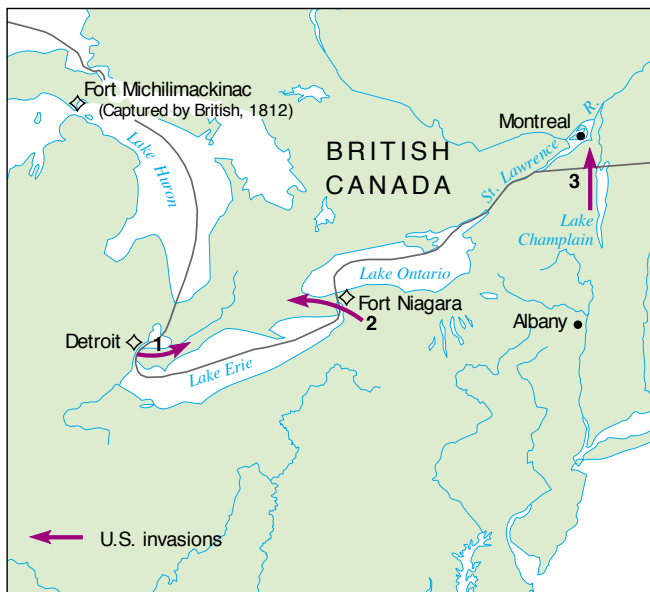 Fort Michilimackinac
(Captured by British, 1812)
Lake Huron
BRITISH
CANADA
Montreal
St. Lawrence R.
3
Lake
Champlain
Lake Ontario
Fort Niagara
2
Albany
Detroit
1
Lake Erie
U.S. invasions